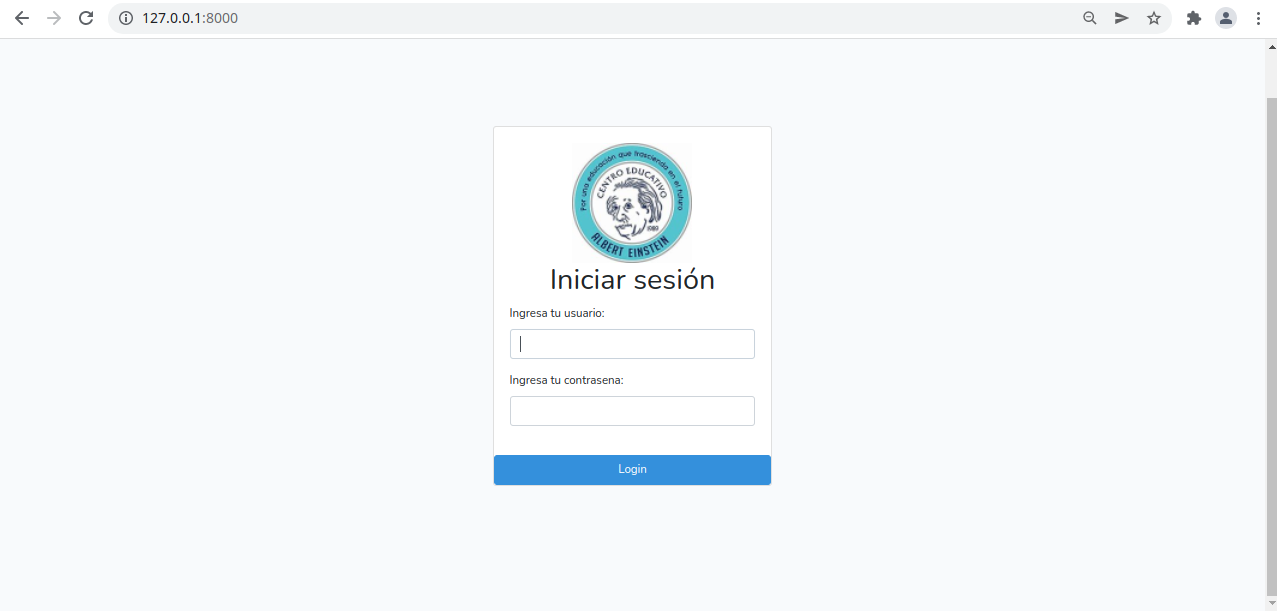 127.0.0.1:8000
Por una educación que trascienda en el futuro
CENTRO EDUCATIVO
1989
ALBERT EINSTEIN
Iniciar sesión
Ingresa tu usuario:
Ingresa tu contrasena:
Login